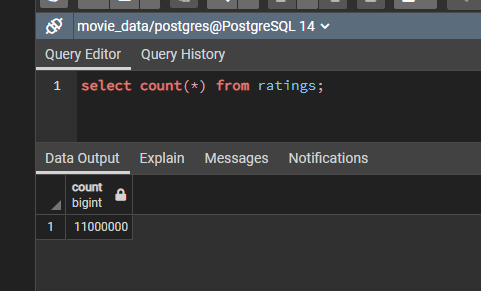 movie_data/postgres@PostgreSQL 14
Query Editor Query History
1 select count(*) from ratings;
Data Output Explain Messages Notifications
count
bigint
1 11000000